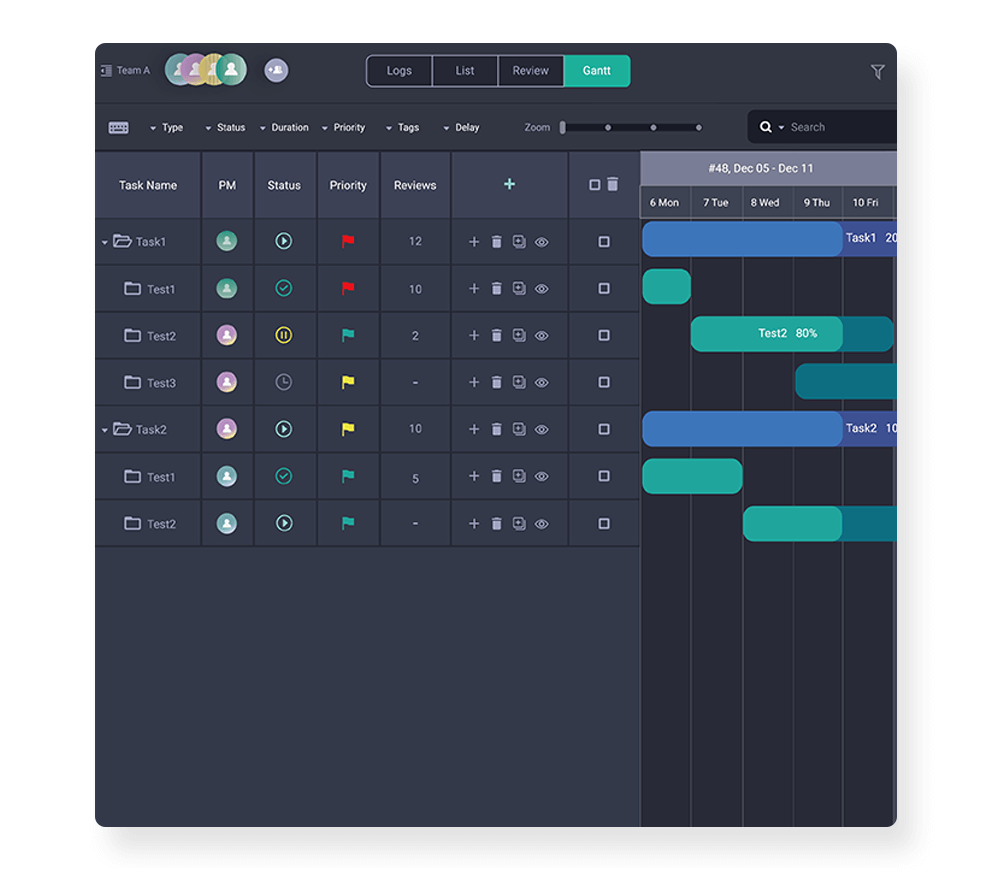 Team A Logs List Review Gantt
Type Status Duration Priority Tags Delay Zoom Search
#48, Dec 05 - Dec 11
Task Name PM Status Priority Reviews +
6 Mon 7 Tue 8 Wed 9 Thu 10 Fri
Task1 12 Task1 20
Test1 10
Test2 2 Test2 80%
Test3 -
Task2 10 Task2 10
Test1 5
Test2 -